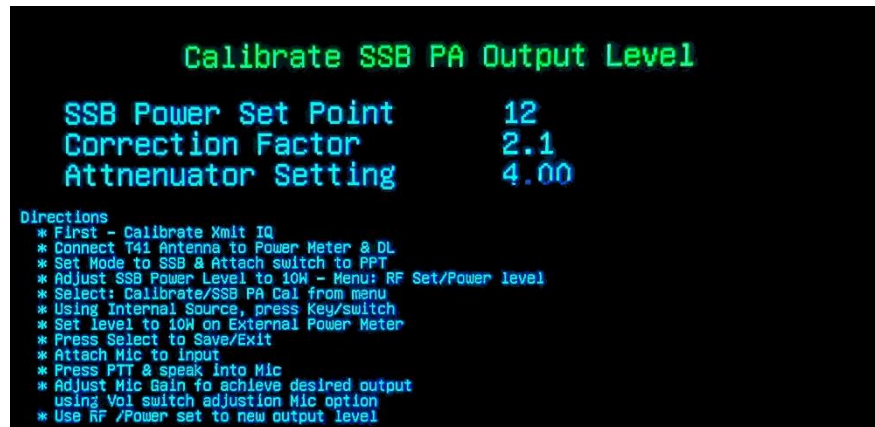 Calibrate SSB PA Output Level
SSB Power Set Point 12
Correction Factor 2.1
Attnenuator Setting 4.00
Directions
* First - Calibrate Xmit IQ
* Connect T41 Antenna to Power Meter & DL
* Set Mode to SSB & Attach switch to PPT
* Adjust SSB Power Level to 10W - Menu: RF Set/Power level
* Select: Calibrate/SSB PA Cal from menu
* Using Internal Source, press Key/switch
* Set level to 10W on External Power Meter
* Press Select to Save/Exit
* Attach Mic to input
* Press PTT & speak into Mic
* Adjust Mic Gain fo achieve desired output
using Vol switch adjustion Mic option
* Use RF /Power set to new output level